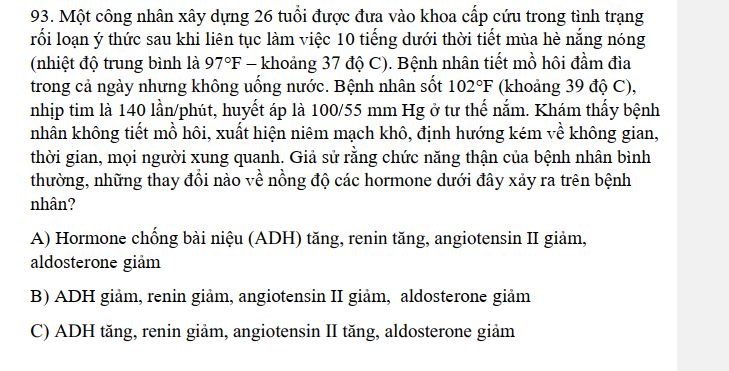 93. Một công nhân xây dựng 26 tuổi được đưa vào khoa cấp cứu trong tình trạng
rối loạn ý thức sau khi liên tục làm việc 10 tiếng dưới thời tiết mùa hè nắng nóng
(nhiệt độ trung bình là 97°F – khoảng 37 độ C). Bệnh nhân tiết mồ hôi đầm đìa
trong cả ngày nhưng không uống nước. Bệnh nhân sốt 102°F (khoảng 39 độ C),
nhịp tim là 140 lần/phút, huyết áp là 100/55 mm Hg ở tư thế nằm. Khám thấy bệnh
nhân không tiết mồ hôi, xuất hiện niêm mạch khô, định hướng kém về không gian,
thời gian, mọi người xung quanh. Giả sử rằng chức năng thận của bệnh nhân bình
thường, những thay đổi nào về nồng độ các hormone dưới đây xảy ra trên bệnh
nhân?
A) Hormone chống bài niệu (ADH) tăng, renin tăng, angiotensin II giảm,
aldosterone giảm
B) ADH giảm, renin giảm, angiotensin II giảm, aldosterone giảm
C) ADH tăng, renin giảm, angiotensin II tăng, aldosterone giảm